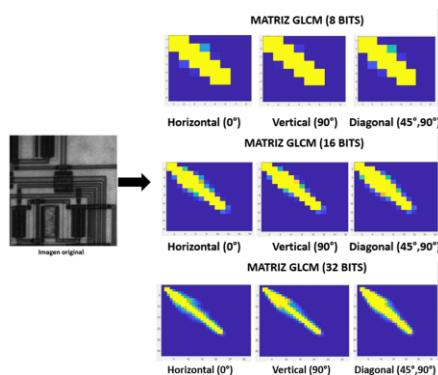 MATRIZ GLCM (8 BITS)
Horizontal (0°) Vertical (90°) Diagonal (45°,90°)
MATRIZ GLCM (16 BITS)
Imagen original
Horizontal (0°) Vertical (90°) Diagonal (45°,90°)
MATRIZ GLCM (32 BITS)
Horizontal (0°) Vertical (90°) Diagonal (45°,90°)